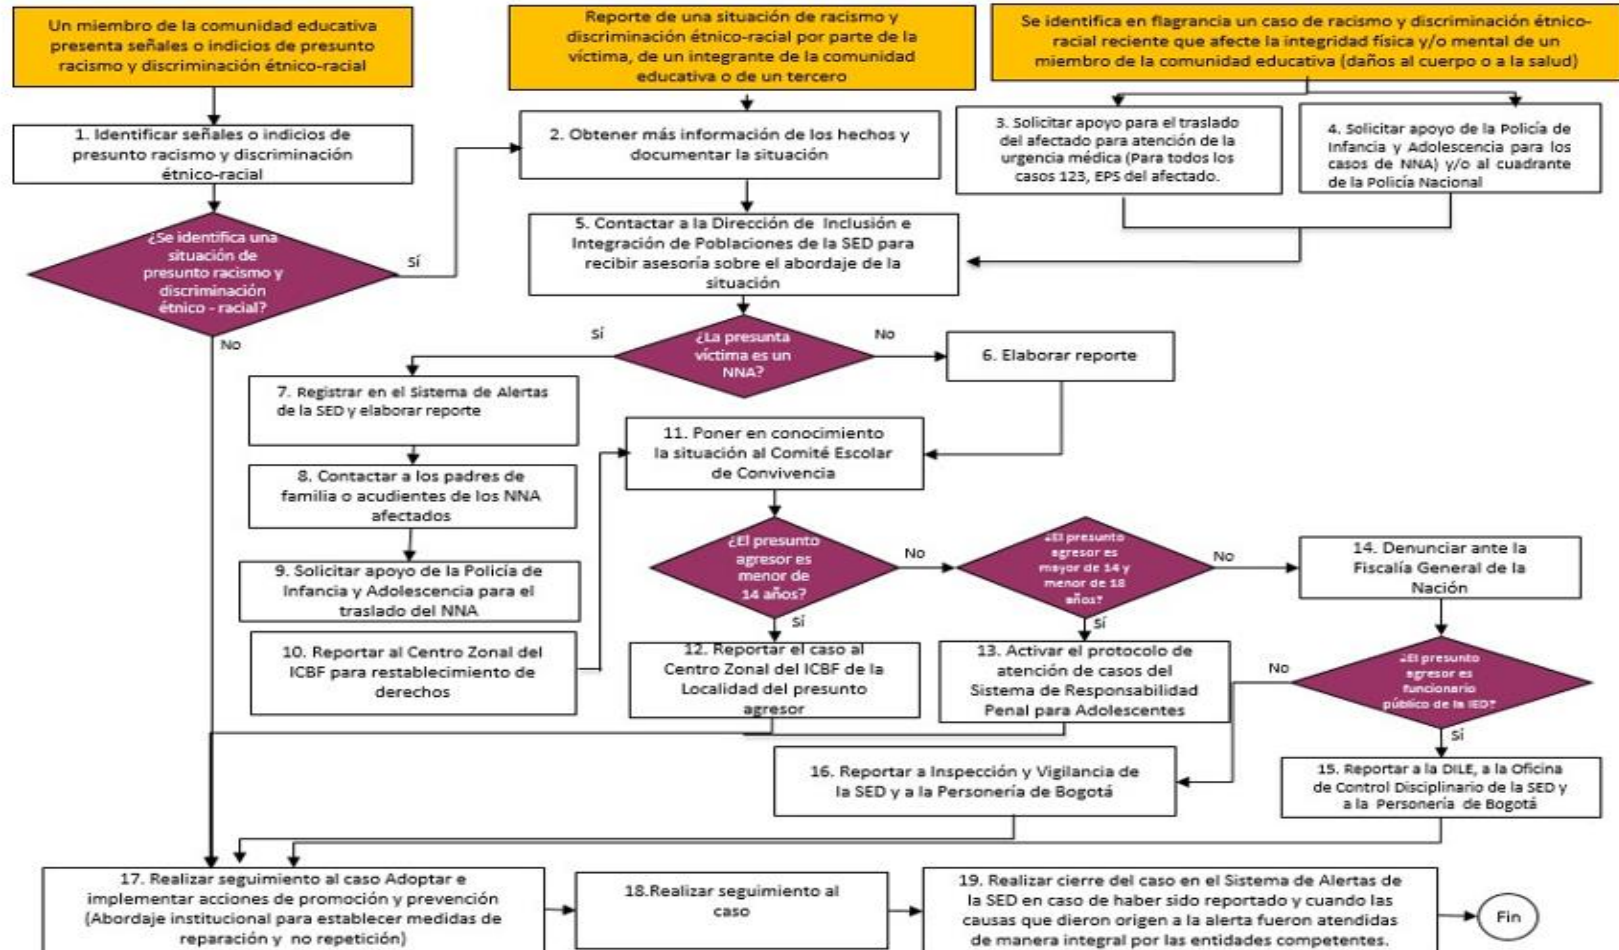 Un miembro de la comunidad educativa
presenta señales o indicios de presunto
racismo y discriminación étnico-racial
Reporte de una situación de racismo y
discriminación étnico-racial por parte de la
víctima, de un integrante de la comunidad
educativa o de un tercero
Se identifica en flagrancia un caso de racismo y discriminación étnico-
racial reciente que afecte la integridad física y/o mental de un
miembro de la comunidad educativa (daños al cuerpo o a la salud)
1. Identificar señales o indicios de
presunto racismo y discriminación
étnico-racial
2. Obtener más información de los hechos y
documentar la situación
3. Solicitar apoyo para el traslado
del afectado para atención de la
urgencia médica (Para todos los
casos 123, EPS del afectado.
4. Solicitar apoyo de la Policía de
Infancia y Adolescencia para los
casos de NNA) y/o al cuadrante
de la Policía Nacional
¿Se identifica una
situación de
presunto racismo y
discriminación
étnico - racial?
Sí
No
5. Contactar a la Dirección de Inclusión e
Integración de Poblaciones de la SED para
recibir asesoría sobre el abordaje de la
situación
¿La presunta
víctima es un
NNA?
Sí
No
6. Elaborar reporte
7. Registrar en el Sistema de Alertas
de la SED y elaborar reporte
8. Contactar a los padres de
familia o acudientes de los NNA
afectados
9. Solicitar apoyo de la Policía de
Infancia y Adolescencia para el
traslado del NNA
10. Reportar al Centro Zonal del
ICBF para restablecimiento de
derechos
11. Poner en conocimiento
la situación al Comité Escolar
de Convivencia
¿El presunto
agresor es
menor de
14 años?
No
Sí
¿El presunto
agresor es
mayor de 14 y
menor de 18
años?
No
Sí
12. Reportar el caso al
Centro Zonal del ICBF de la
Localidad del presunto
agresor
13. Activar el protocolo de
atención de casos del
Sistema de Responsabilidad
Penal para Adolescentes
14. Denunciar ante la
Fiscalía General de la
Nación
¿El presunto
agresor es
funcionario
público de la IED?
No
Sí
15. Reportar a la DILE, a la Oficina
de Control Disciplinario de la SED y
a la Personería de Bogotá
16. Reportar a Inspección y Vigilancia de
la SED y a la Personería de Bogotá
17. Realizar seguimiento al caso Adoptar e
implementar acciones de promoción y prevención
(Abordaje institucional para establecer medidas de
reparación y no repetición)
18.Realizar seguimiento al
caso
19. Realizar cierre del caso en el Sistema de Alertas de
la SED en caso de haber sido reportado y cuando las
causas que dieron origen a la alerta fueron atendidas
de manera integral por las entidades competentes.
Fin